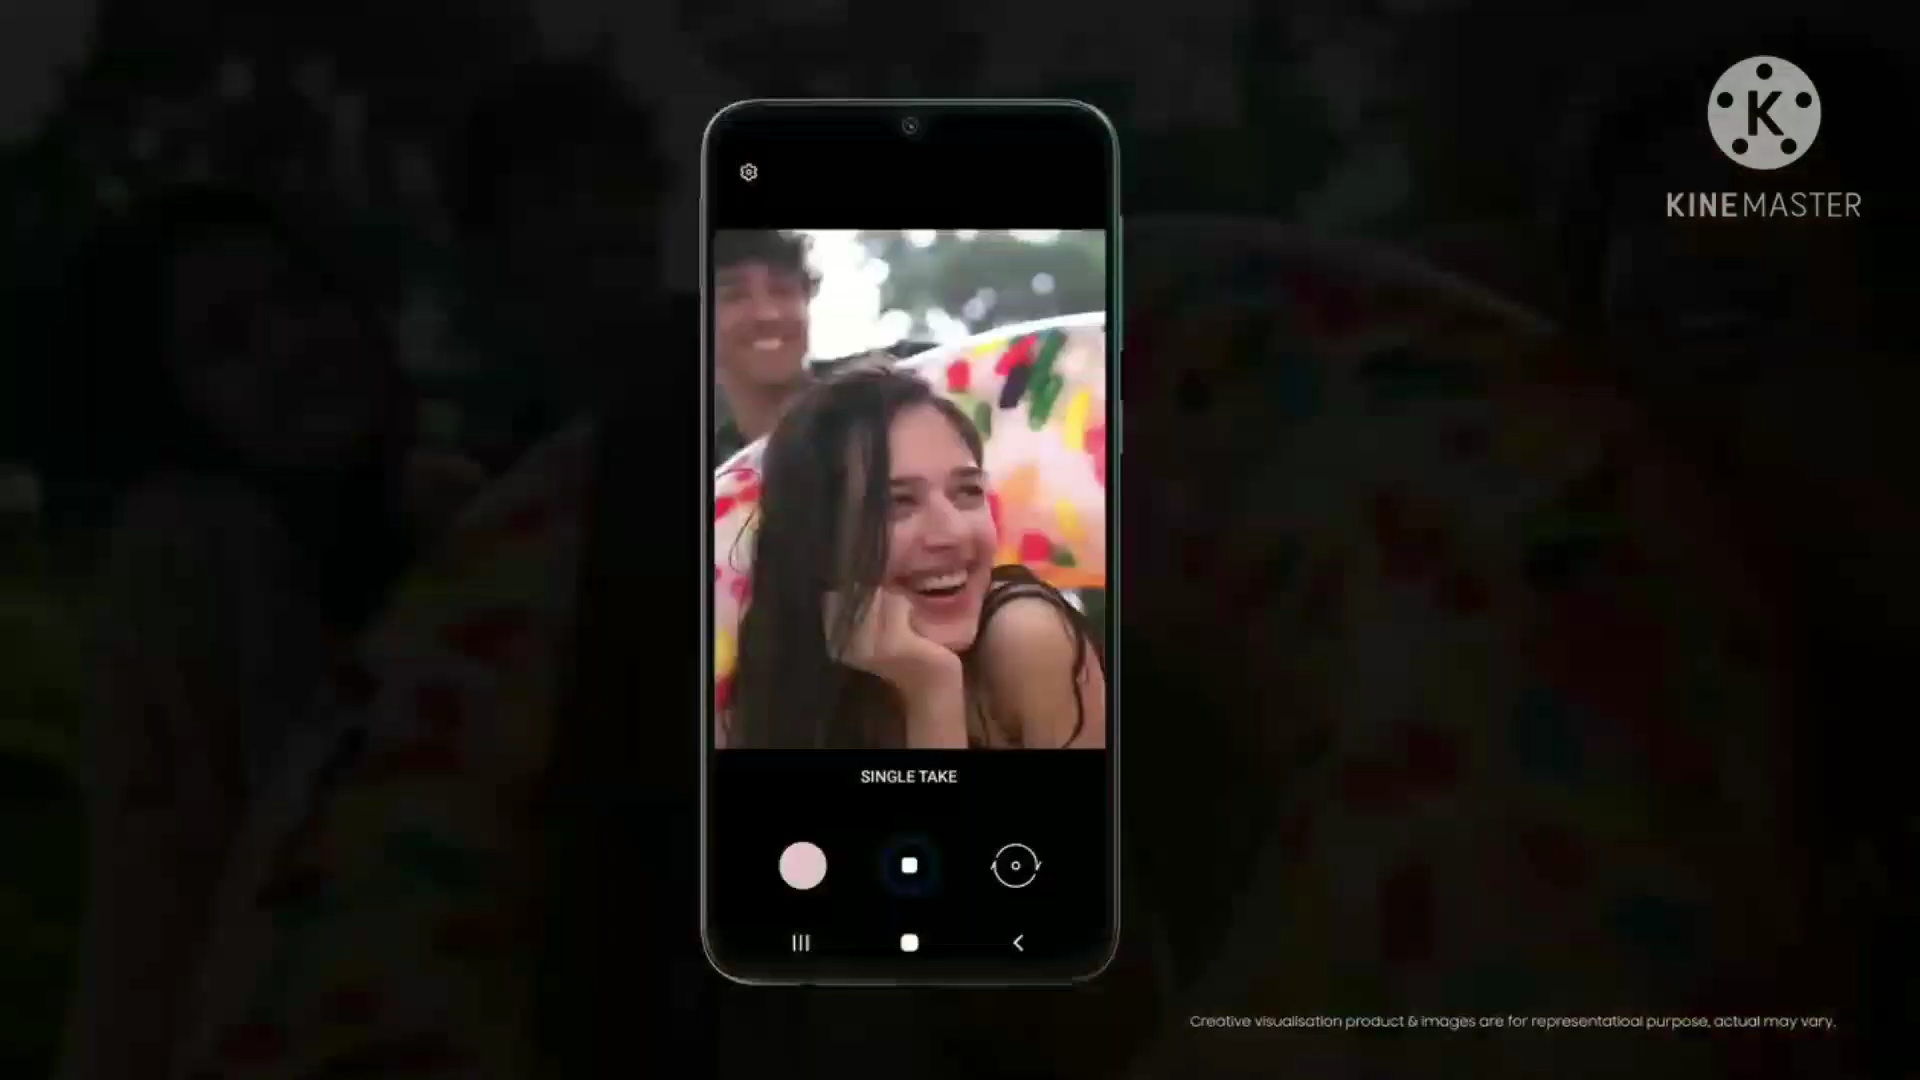 K
KINEMASTER
SINGLE TAKE
Creative visualisation product & images are for representatioal purpose, actual may vary.